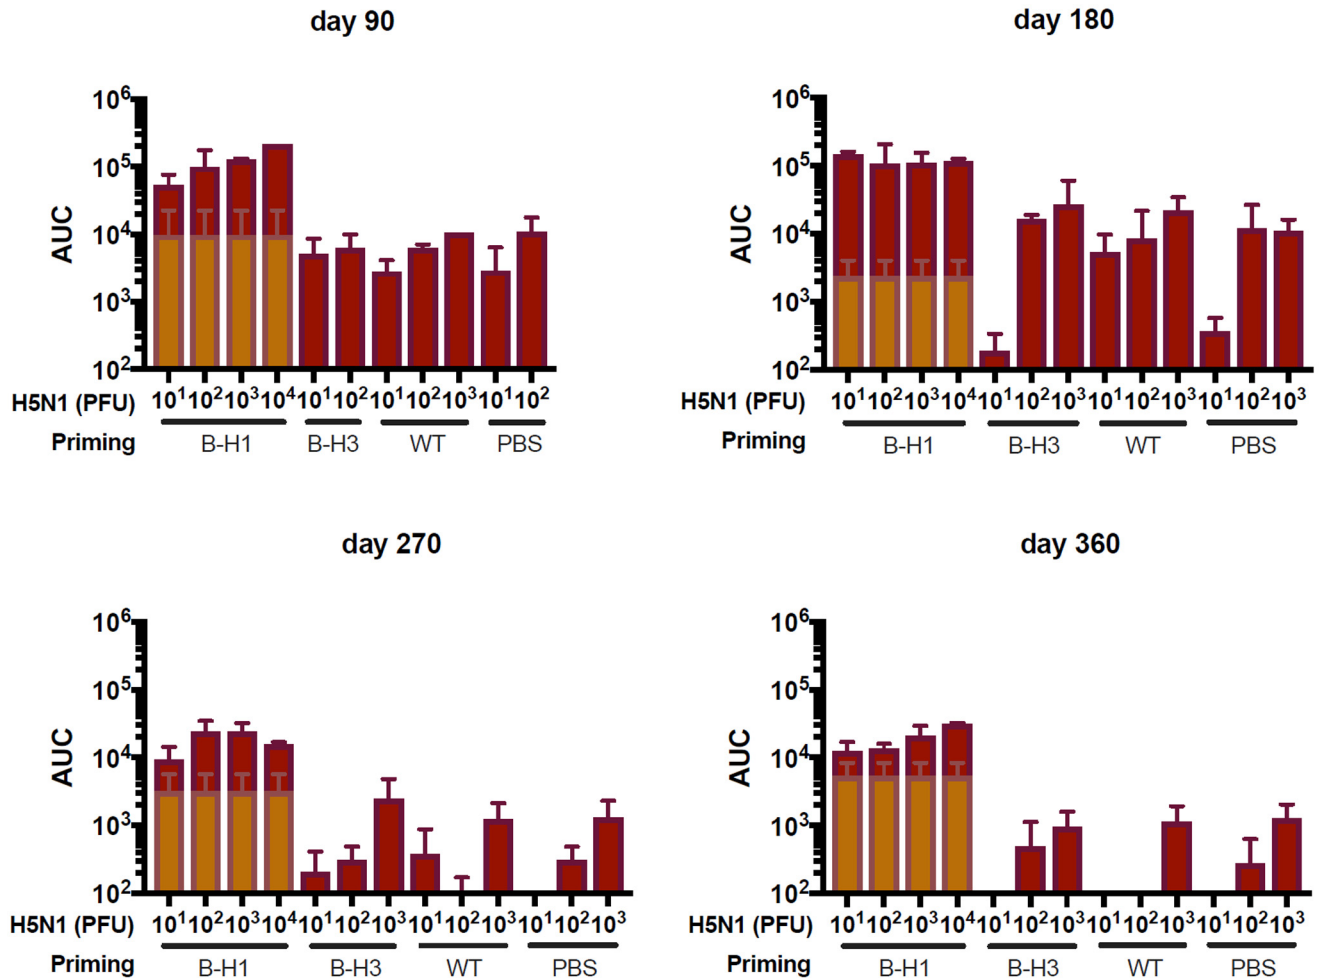 day 90
AUC
10⁶
10⁵
10⁴
10³
10²
H5N1 (PFU) 10¹ 10² 10³ 10⁴ 10¹ 10² 10¹ 10² 10³ 10¹ 10²
Priming B-H1 B-H3 WT PBS
day 180
AUC
10⁶
10⁵
10⁴
10³
10²
H5N1 (PFU) 10¹ 10² 10³ 10⁴ 10¹ 10² 10³ 10¹ 10² 10³ 10¹ 10² 10³
Priming B-H1 B-H3 WT PBS
day 270
AUC
10⁶
10⁵
10⁴
10³
10²
H5N1 (PFU) 10¹ 10² 10³ 10⁴ 10¹ 10² 10³ 10¹ 10² 10³ 10¹ 10² 10³
Priming B-H1 B-H3 WT PBS
day 360
AUC
10⁶
10⁵
10⁴
10³
10²
H5N1 (PFU) 10¹ 10² 10³ 10⁴ 10¹ 10² 10³ 10¹ 10² 10³ 10¹ 10² 10³
Priming B-H1 B-H3 WT PBS